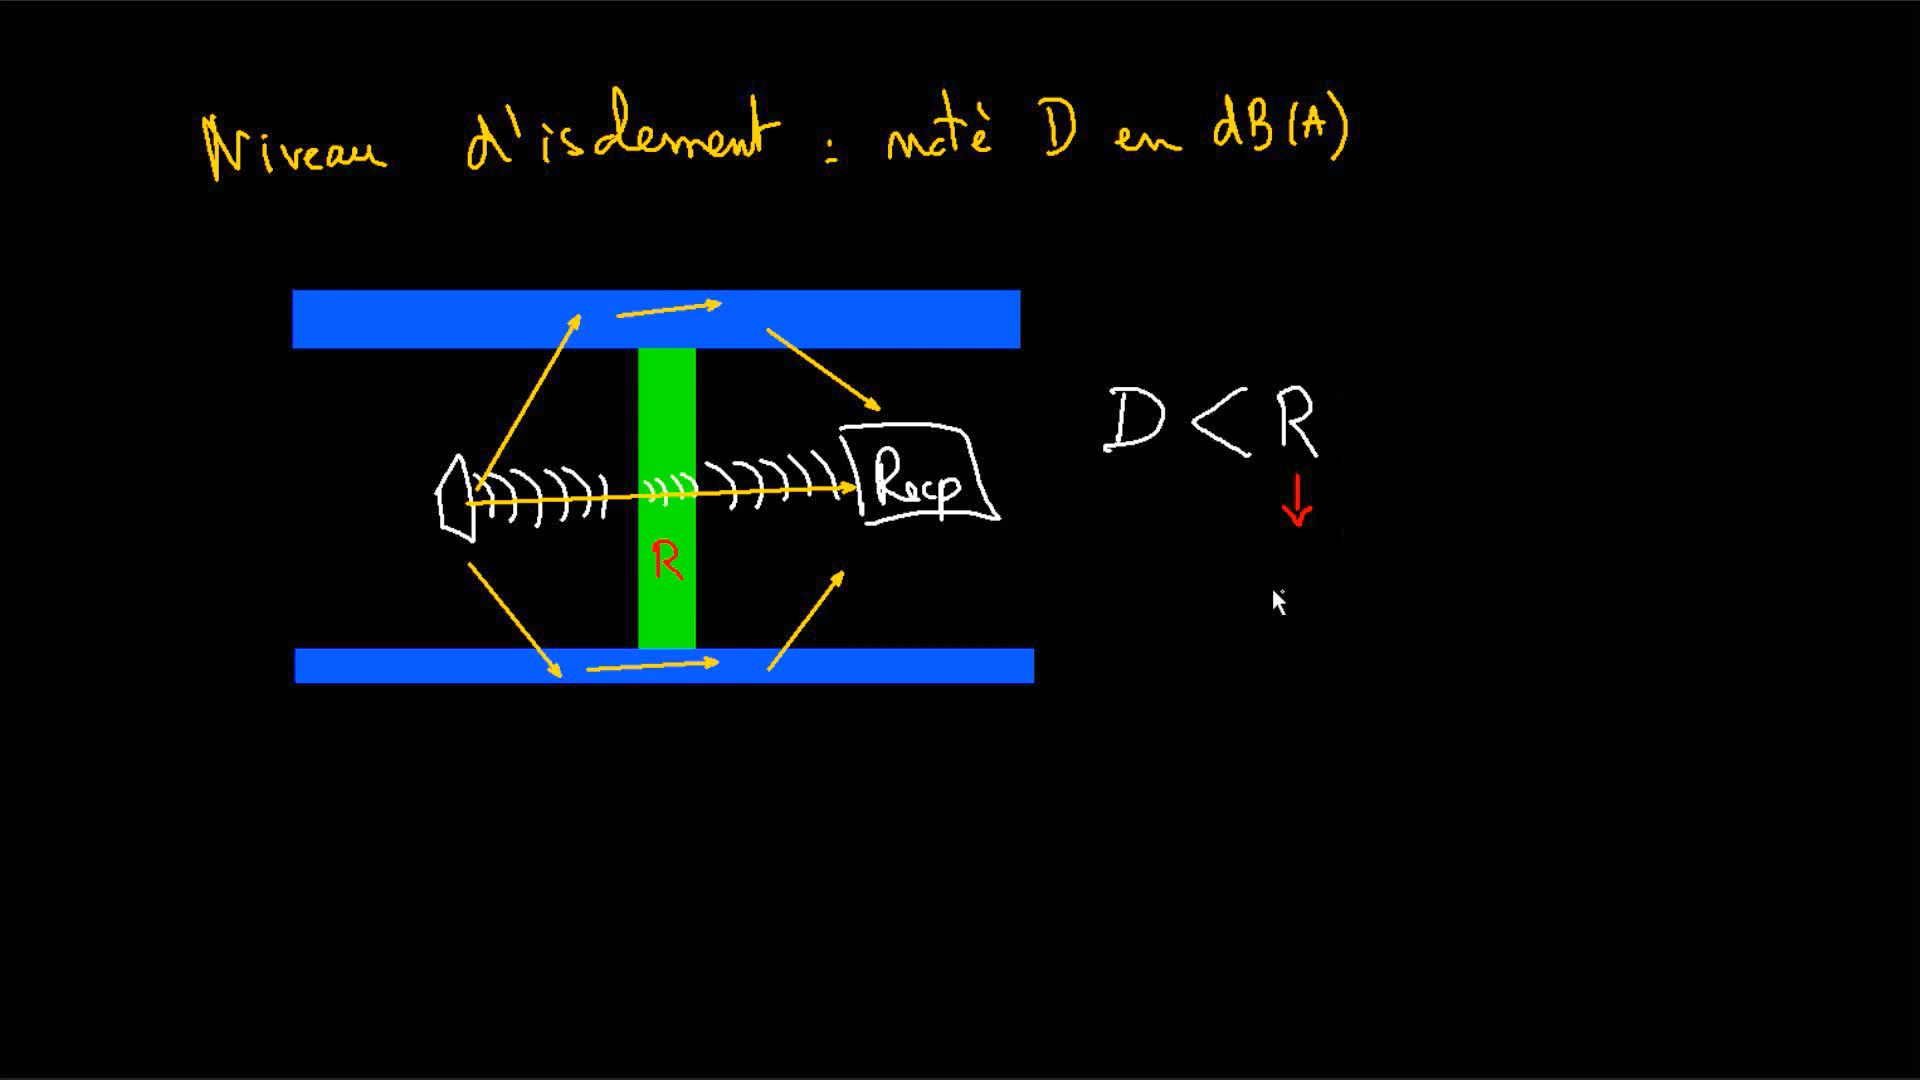 Niveau d'isolement : noté D en dB(A)
D < R
Recp
R